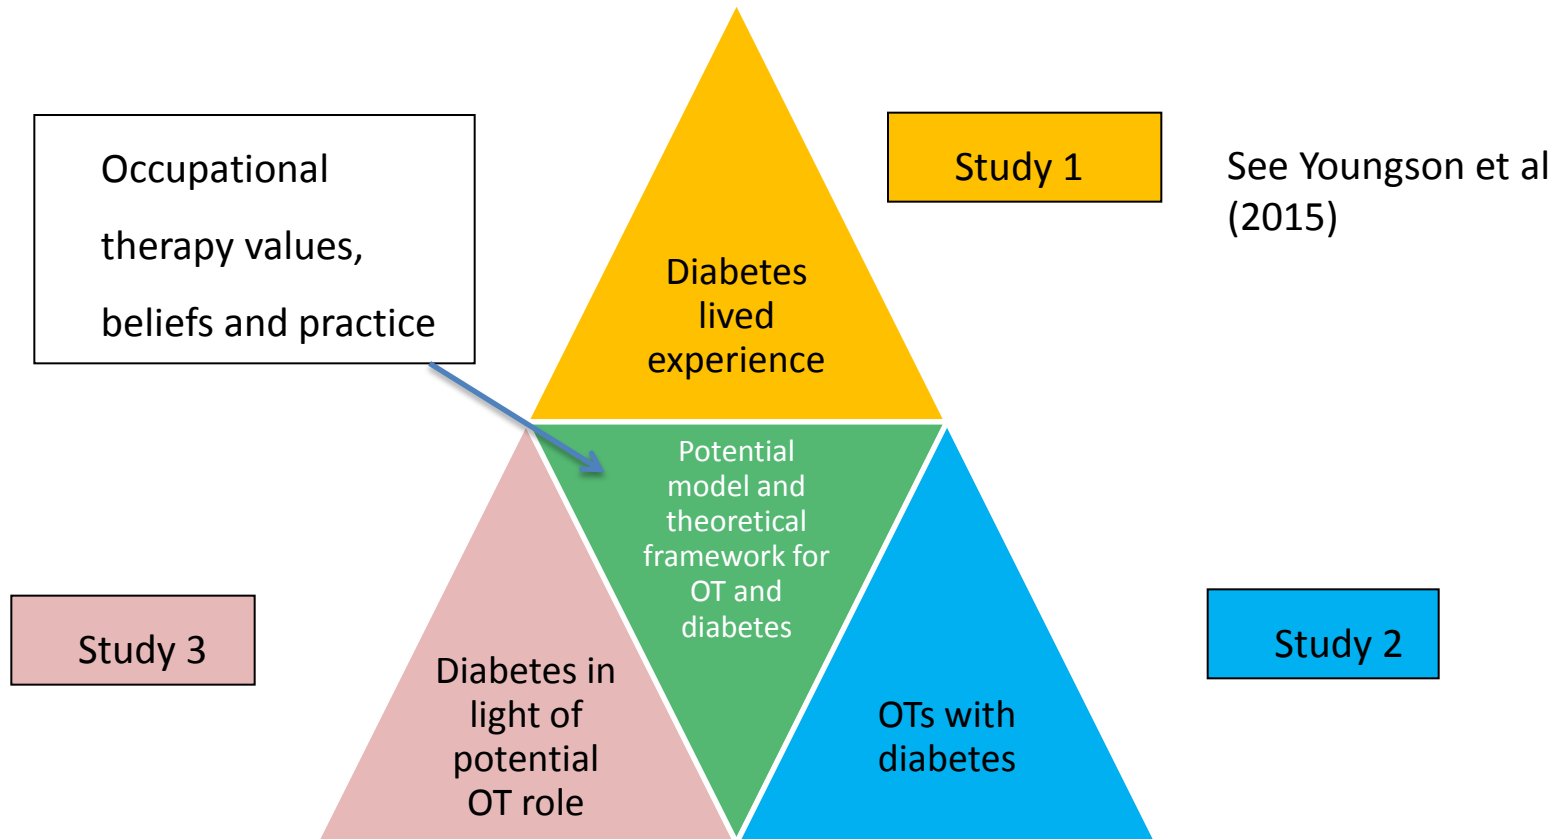 Occupational
therapy values,
beliefs and practice
Study 1
See Youngson et al
(2015)
Diabetes
lived
experience
Potential
model and
theoretical
framework for
OT and
diabetes
Study 3
Study 2
Diabetes in
light of
potential
OT role
OTs with
diabetes